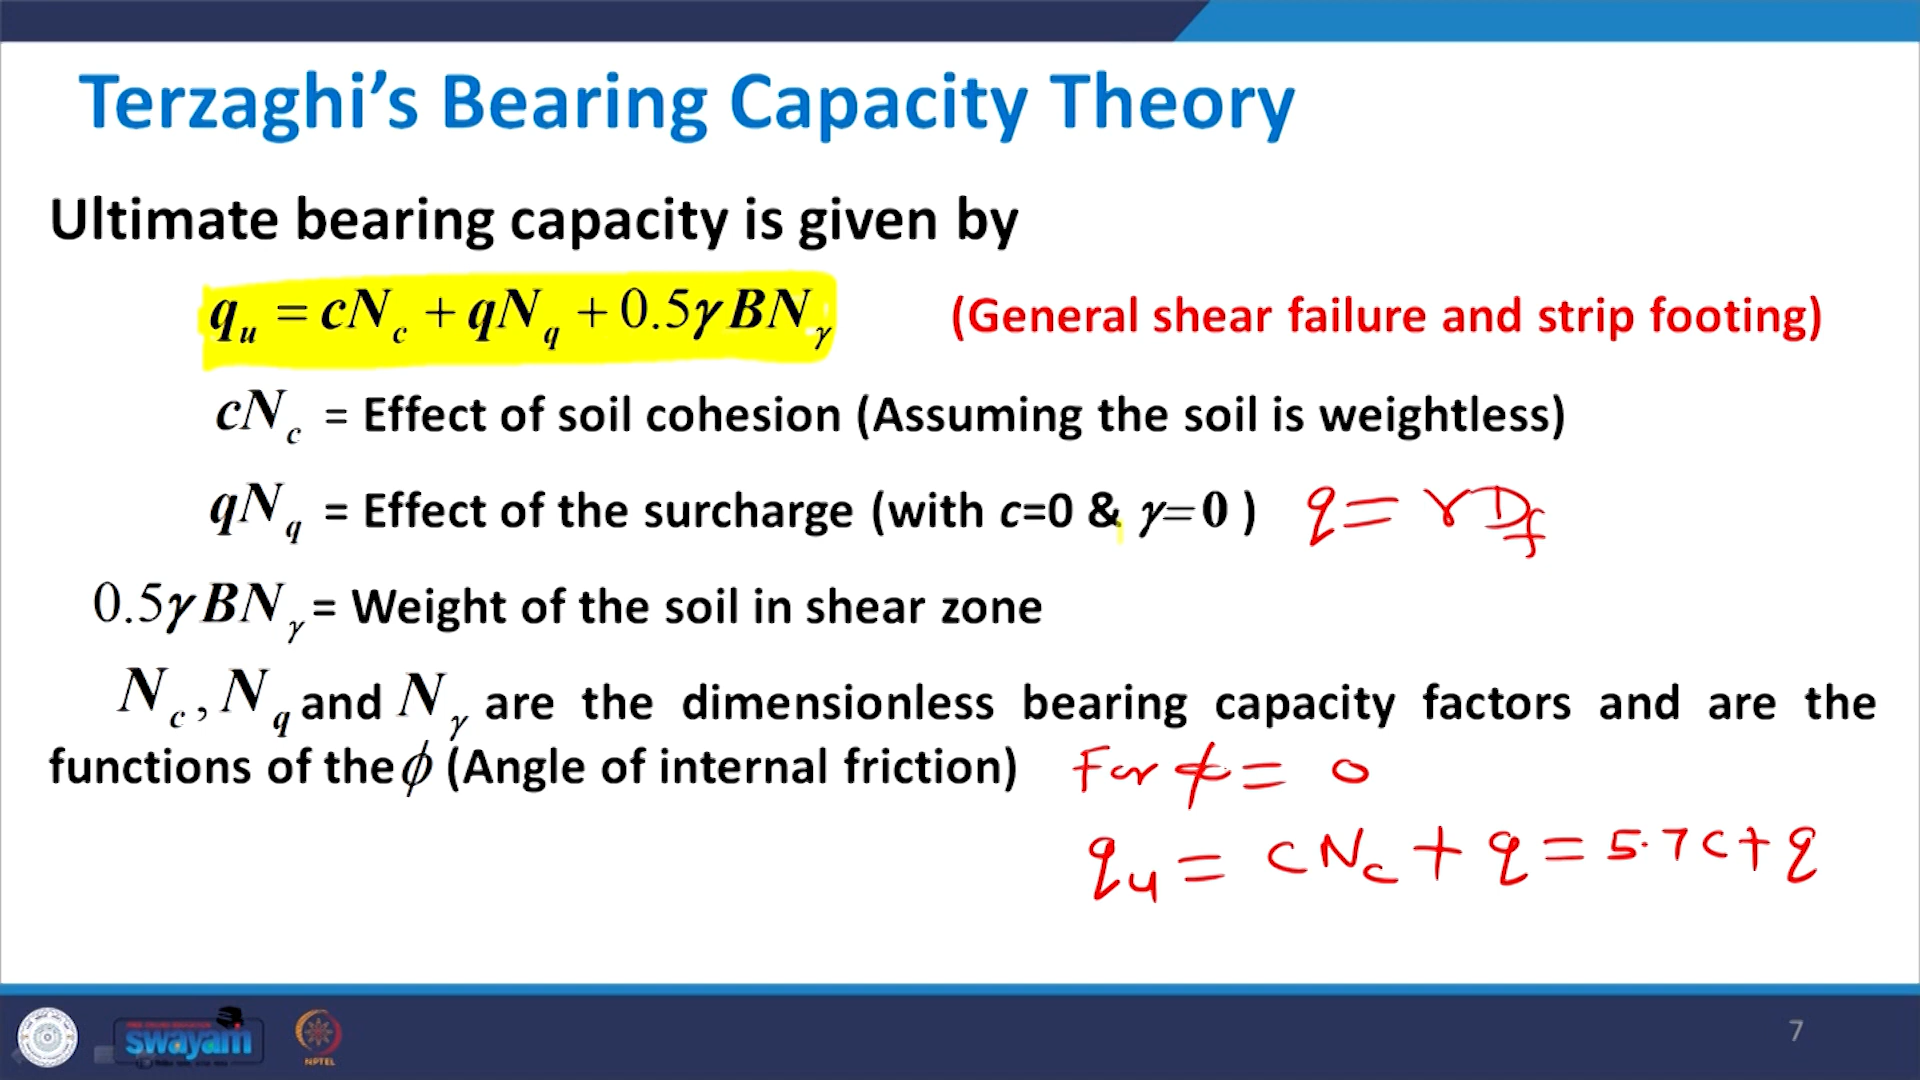 Terzaghi's Bearing Capacity Theory
Ultimate bearing capacity is given by
q_u = cN_c + qN_q + 0.5γBN_γ (General shear failure and strip footing)
cN_c = Effect of soil cohesion (Assuming the soil is weightless)
qN_q = Effect of the surcharge (with c=0 & γ=0 ) q = γD_f
0.5γBN_γ = Weight of the soil in shear zone
N_c, N_q and N_γ are the dimensionless bearing capacity factors and are the
functions of the ϕ (Angle of internal friction) For ϕ = 0
q_u = cN_c + q = 5.7c + q
swayam
NPTEL
7